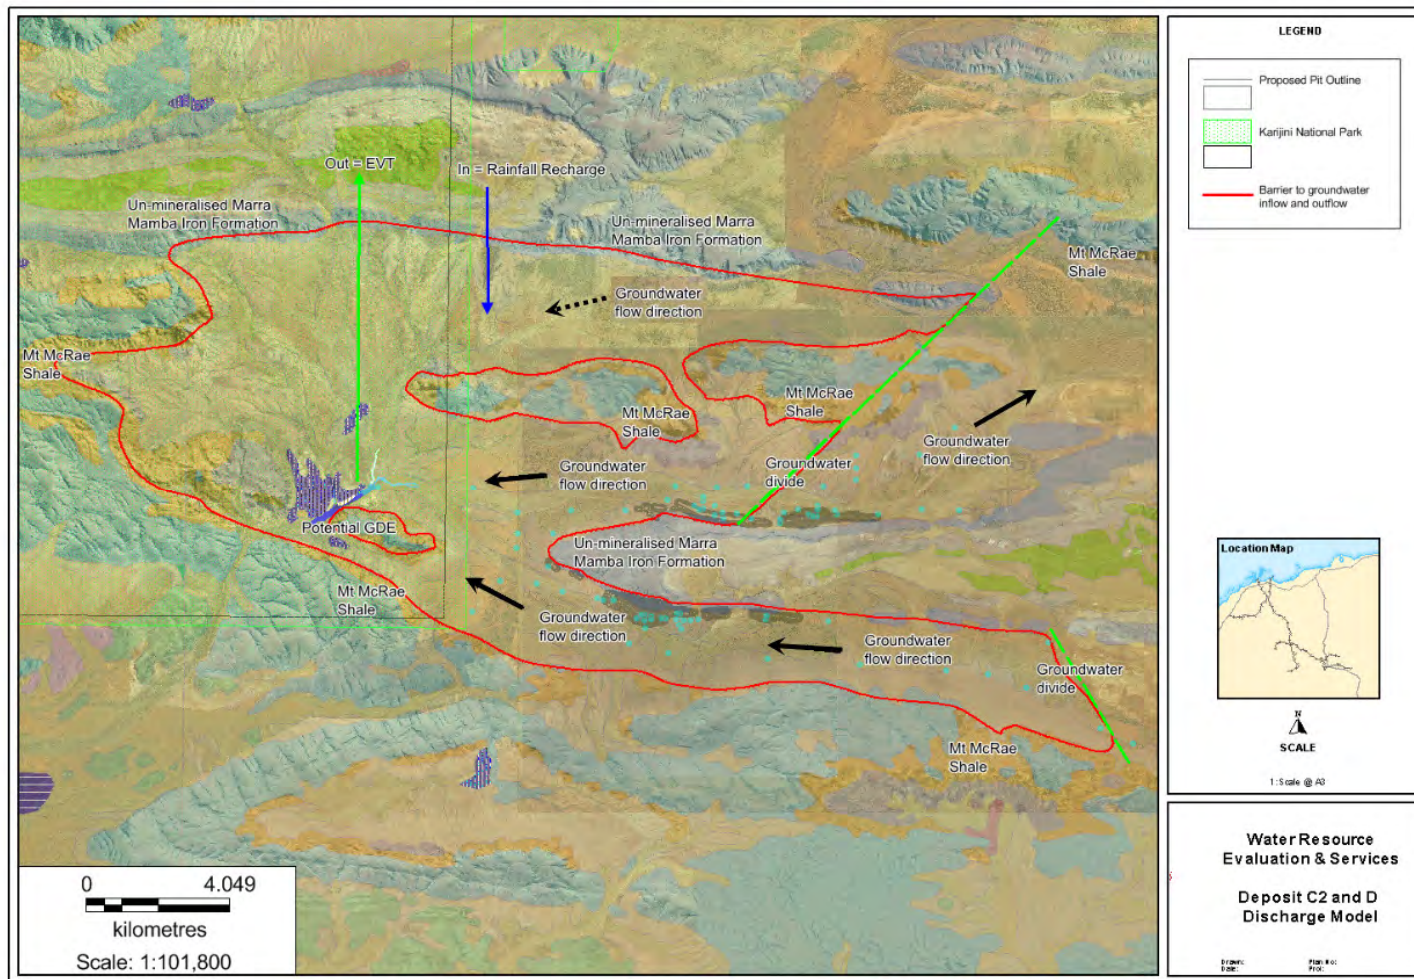 Out = EVT
In = Rainfall Recharge
Un-mineralised Marra
Mamba Iron Formation
Un-mineralised Marra
Mamba Iron Formation
Mt McRae
Shale
Groundwater
flow direction
Mt McRae
Shale
Mt McRae
Shale
Mt McRae
Shale
Groundwater
flow direction
Groundwater
flow direction
Groundwater
divide
Potential GDE
Un-mineralised Marra
Mamba Iron Formation
Mt McRae
Shale
Groundwater
flow direction
Groundwater
flow direction
Groundwater
divide
Mt McRae
Shale
0 4.049
kilometres
Scale: 1:101,800
LEGEND
Proposed Pit Outline
Karijini National Park
Barrier to groundwater
inflow and outflow
Location Map
N
SCALE
1: Scale @ A3
Water Resource
Evaluation & Services
Deposit C2 and D
Discharge Model
Drawn: Plan No:
Date: Proj: